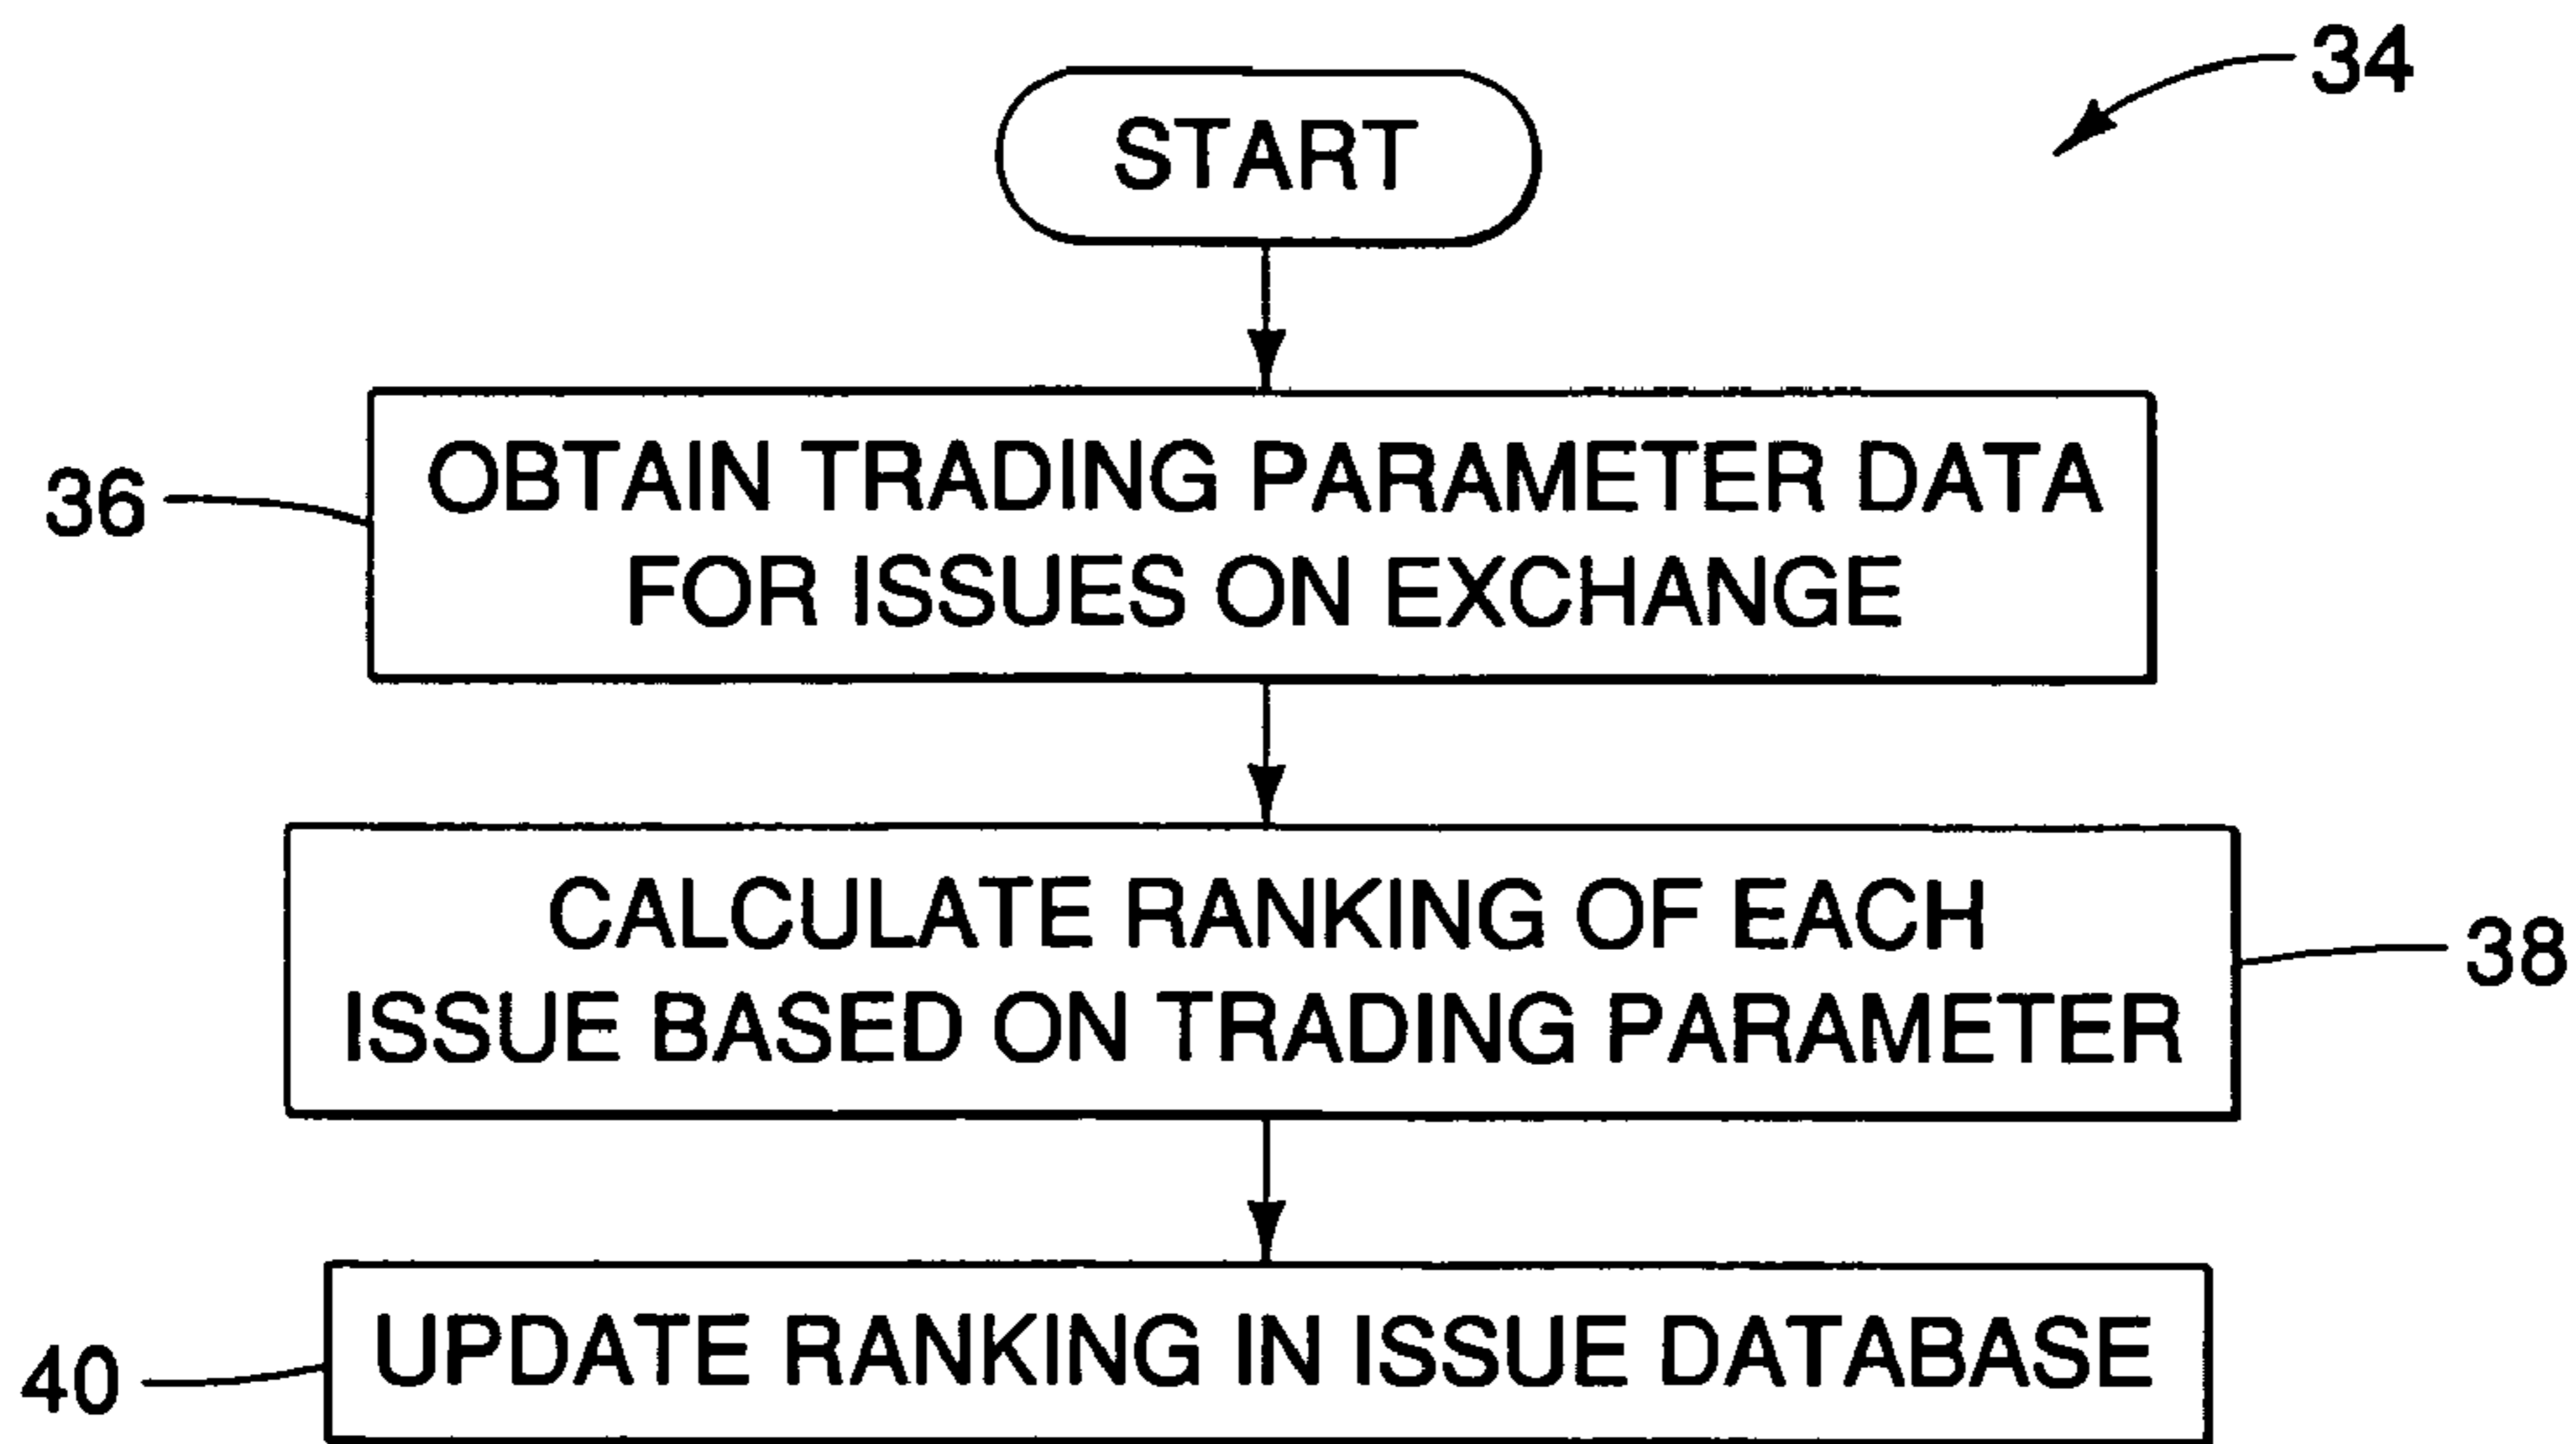 34
START
36
OBTAIN TRADING PARAMETER DATA
FOR ISSUES ON EXCHANGE
CALCULATE RANKING OF EACH
ISSUE BASED ON TRADING PARAMETER
38
40
UPDATE RANKING IN ISSUE DATABASE